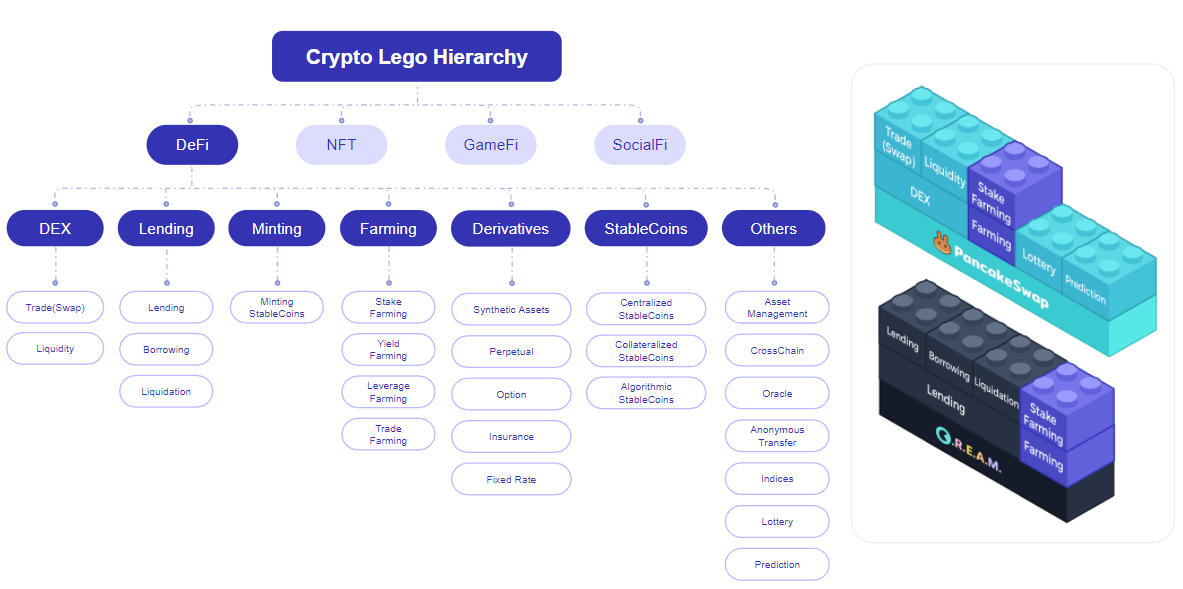 Crypto Lego Hierarchy
DeFi
NFT
GameFi
SocialFi
DEX
Lending
Minting
Farming
Derivatives
StableCoins
Others
Trade(Swap)
Liquidity
Lending
Borrowing
Liquidation
Minting
StableCoins
Stake
Farming
Yield
Farming
Leverage
Farming
Trade
Farming
Synthetic Assets
Perpetual
Option
Insurance
Fixed Rate
Centralized
StableCoins
Collateralized
StableCoins
Algorithmic
StableCoins
Asset
Management
CrossChain
Oracle
Anonymous
Transfer
Indices
Lottery
Prediction
Trade
(Swap)
Liquidity
Stake
Farming
DEX
Farming
Lottery
Prediction
PancakeSwap
Lending
Borrowing
Liquidation
Stake
Farming
Lending
Farming
C.R.E.A.M.